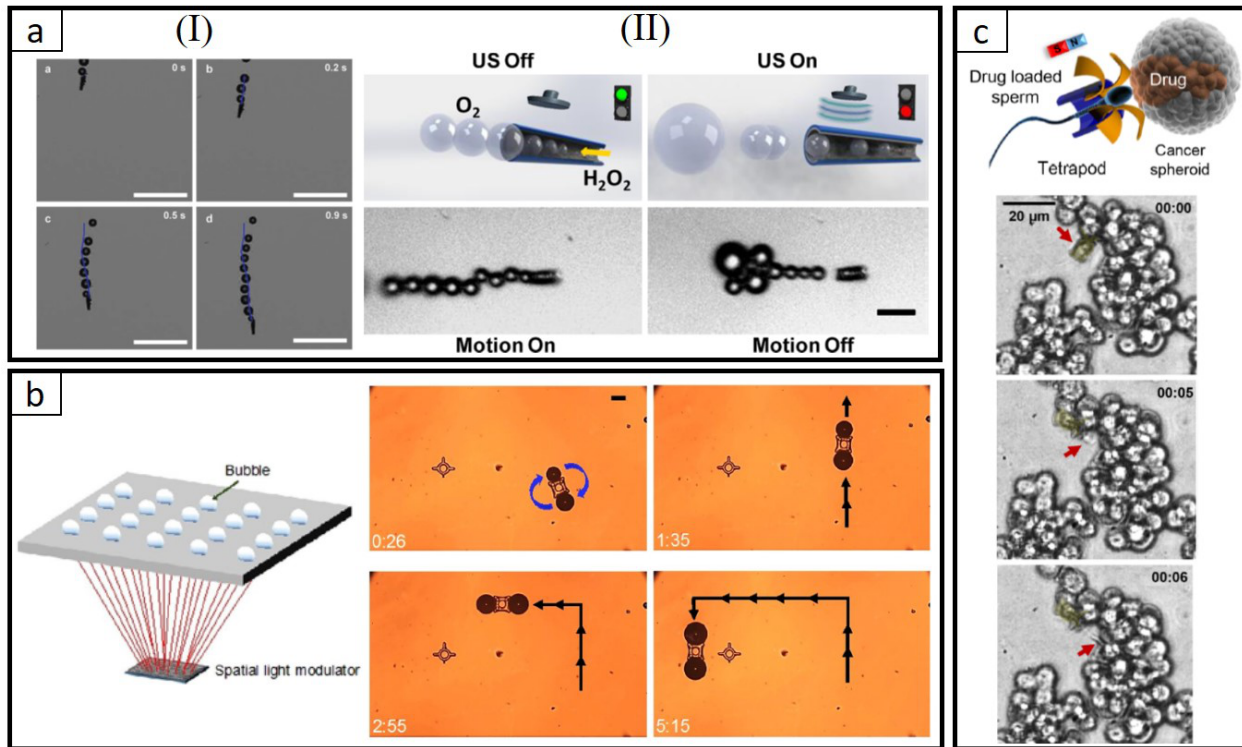 a
(I)
(II)
a
0 s
b
0.2 s
c
0.5 s
d
0.9 s
US Off
US On
O₂
H₂O₂
Motion On
Motion Off
b
Bubble
Spatial light modulator
0:26
1:35
2:55
5:15
c
S N
Drug loaded
sperm
Drug
Tetrapod
Cancer
spheroid
20 µm
00:00
00:05
00:06